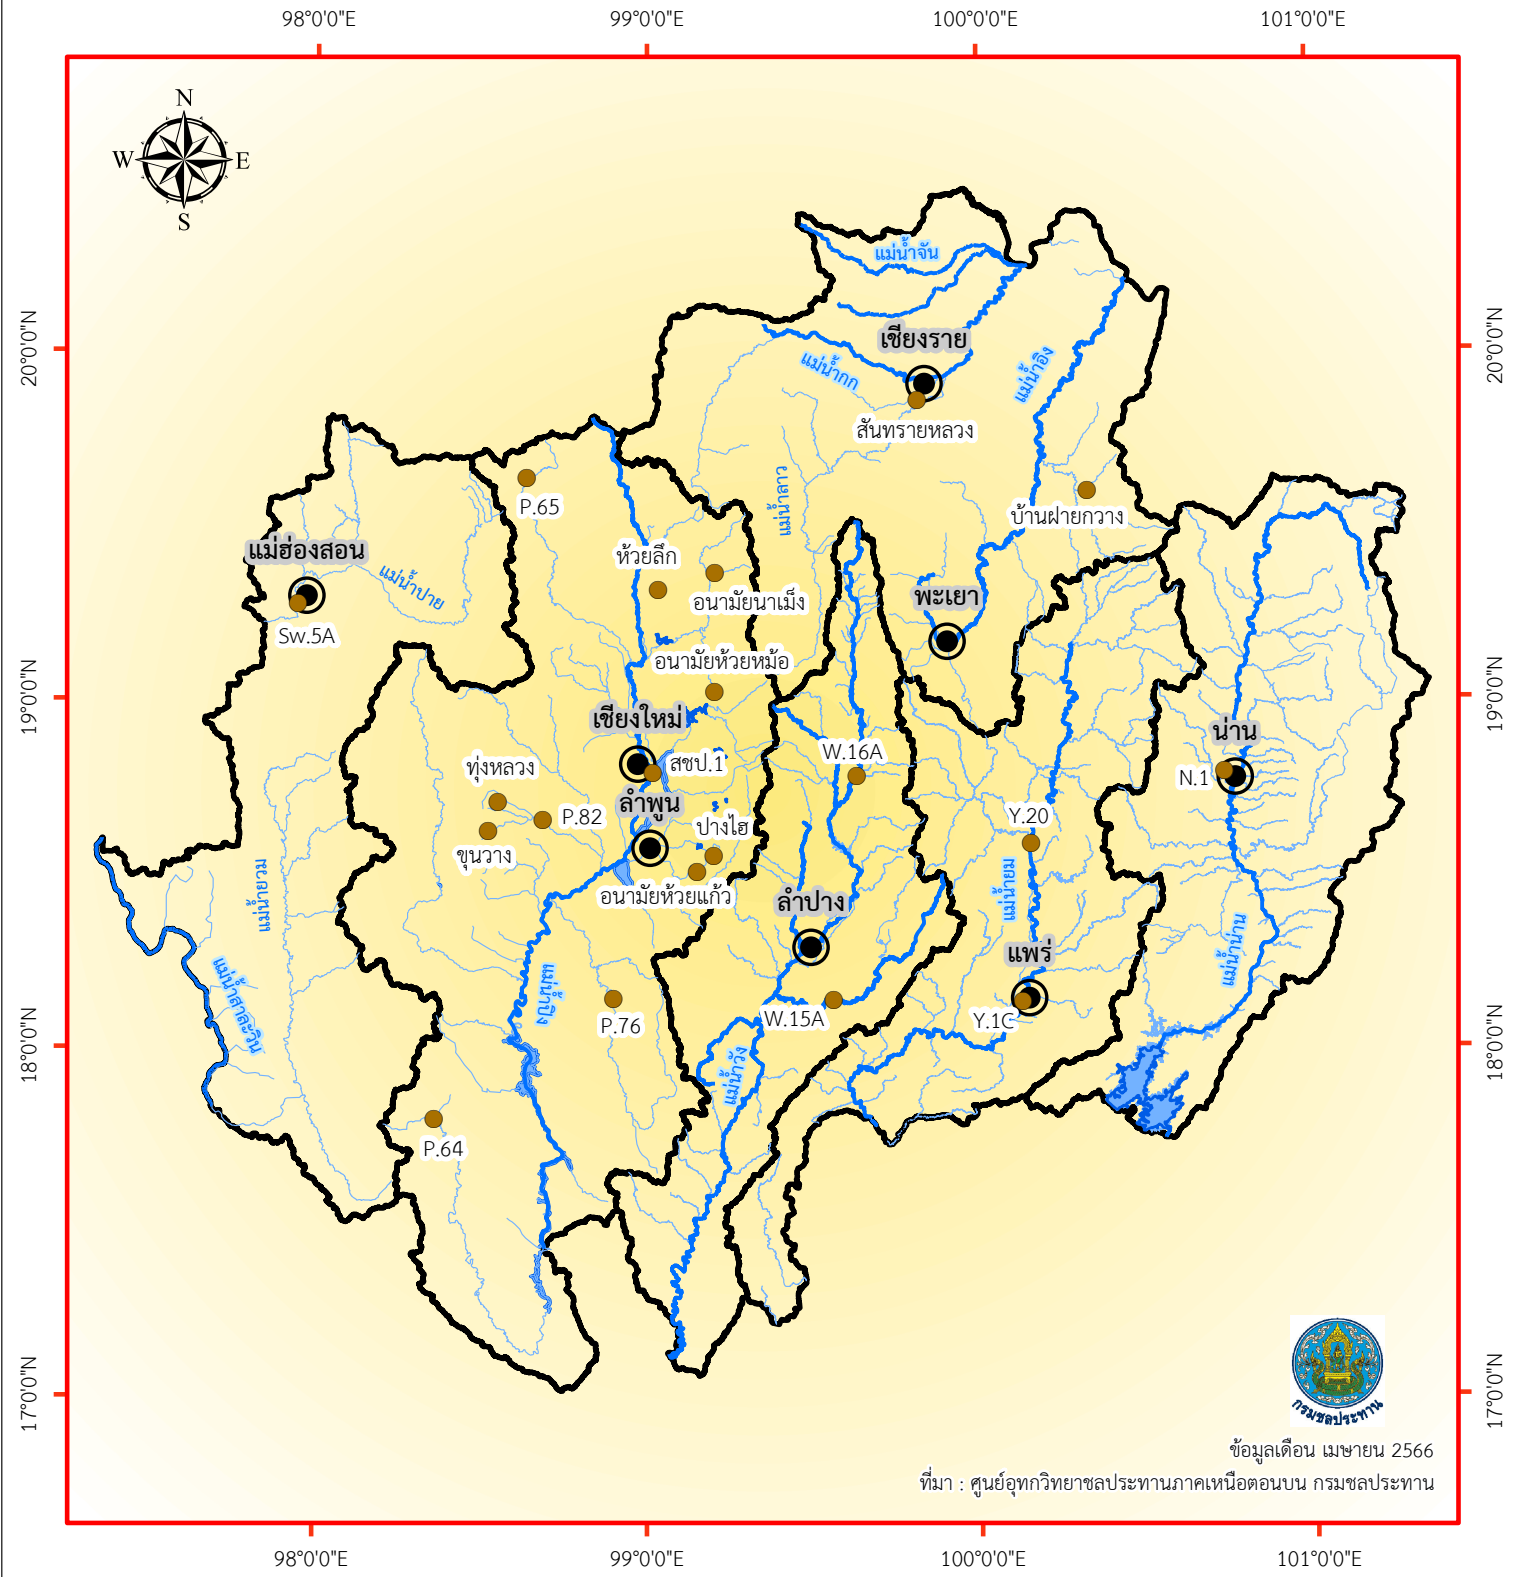 98°0'0"E
99°0'0"E
100°0'0"E
101°0'0"E
N
W
E
S
แม่น้ำจัน
20°0'0"N
20°0'0"N
เชียงราย
แม่น้ำกก
แม่น้ำอิง
สันทรายหลวง
แม่น้ำลาว
P.65
บ้านฝายกวาง
แม่ฮ่องสอน
ห้วยลึก
แม่น้ำปาย
พะเยา
อนามัยนาเม็ง
Sw.5A
อนามัยห้วยหม้อ
19°0'0"N
19°0'0"N
เชียงใหม่
น่าน
W.16A
สชป.1
ทุ่งหลวง
N.1
ลำพูน
P.82
Y.20
ปางไฮ
ขุนวาง
แม่น้ำยวม
แม่น้ำยม
อนามัยห้วยแก้ว
ลำปาง
แม่น้ำน่าน
แพร่
แม่น้ำสาละวิน
แม่น้ำปิง
W.15A
Y.1C
P.76
18°0'0"N
18°0'0"N
แม่น้ำวัง
P.64
17°0'0"N
17°0'0"N
กรมชลประทาน
ข้อมูลเดือน เมษายน 2566
ที่มา : ศูนย์อุทกวิทยาชลประทานภาคเหนือตอนบน กรมชลประทาน
98°0'0"E
99°0'0"E
100°0'0"E
101°0'0"E